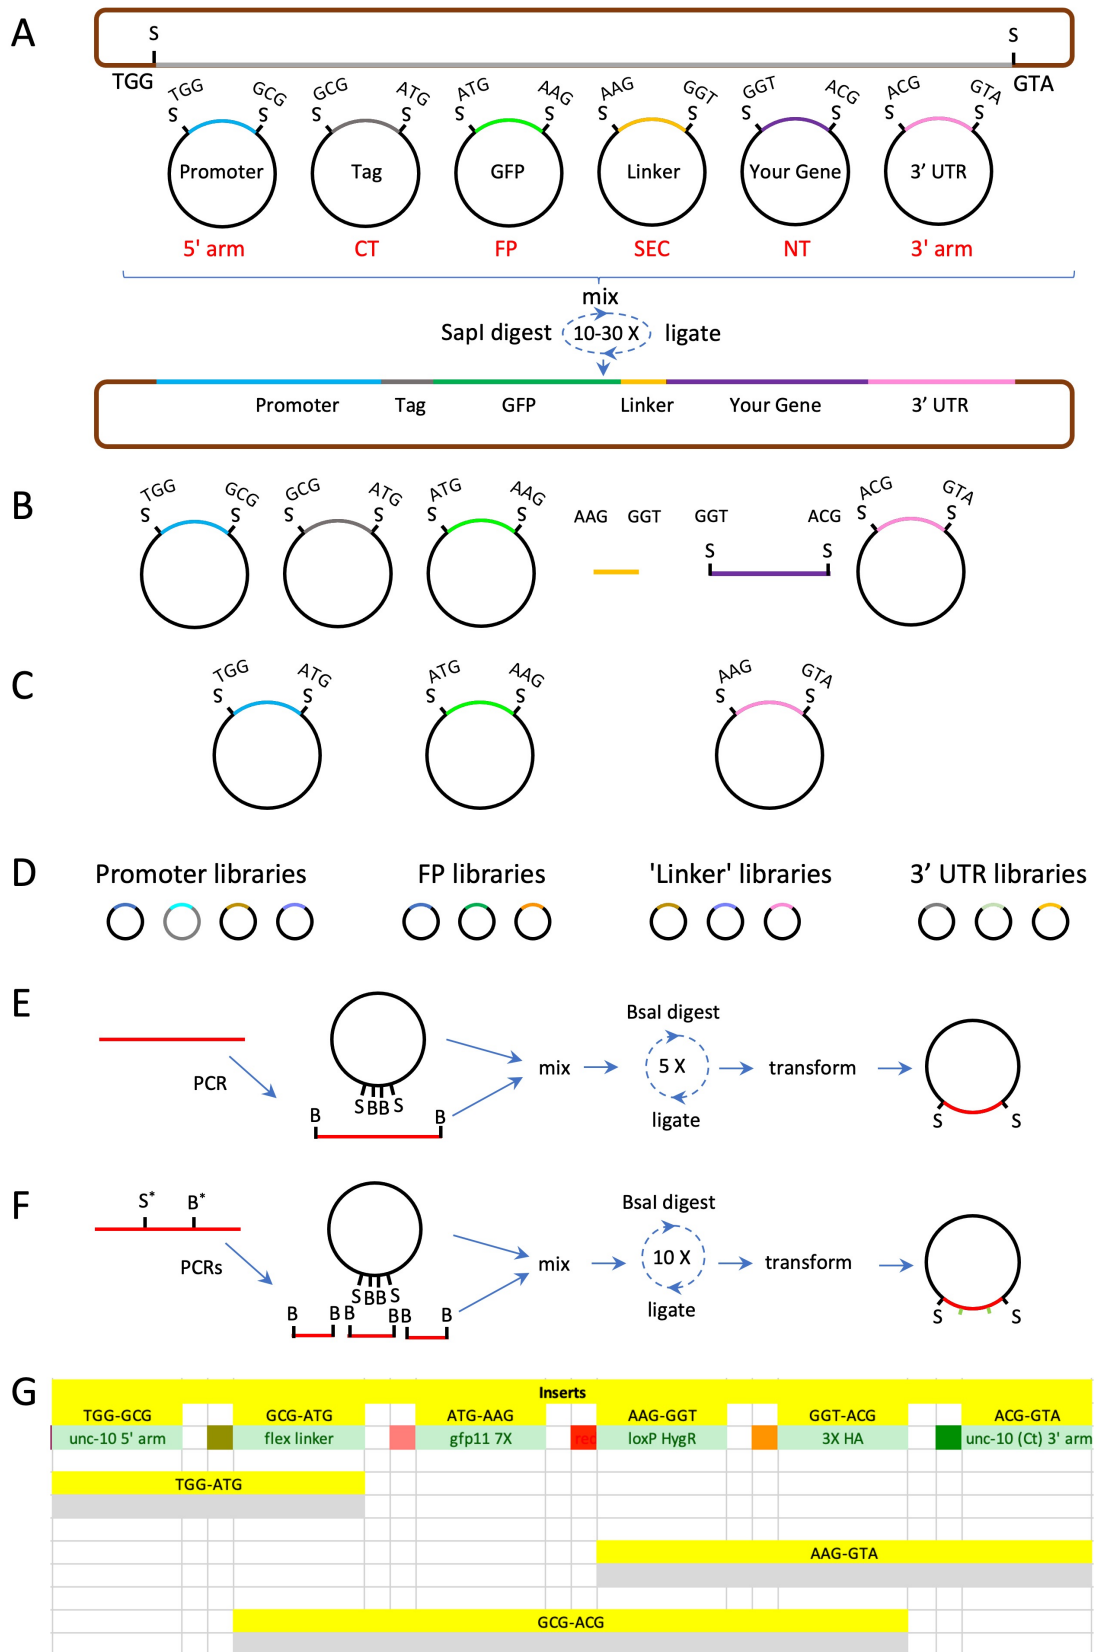 A
S S
TGG GTA
TGG GCG GCG ATG ATG AAG AAG GGT GGT ACG ACG GTA
S S S S S S S S S S S S
Promoter Tag GFP Linker Your Gene 3’ UTR
5' arm CT FP SEC NT 3' arm
mix
SapI digest 10-30 X ligate
Promoter Tag GFP Linker Your Gene 3’ UTR
B
TGG GCG GCG ATG ATG AAG AAG GGT GGT ACG ACG GTA
S S S S S S S S S S
C
TGG ATG ATG AAG AAG GTA
S S S S S S
D
Promoter libraries FP libraries 'Linker' libraries 3’ UTR libraries
E
BsaI digest
PCR mix 5 X transform
S B B S
B B
ligate
S S
F
S* B*
BsaI digest
PCRs mix 10 X transform
S B B S
B B B B B B
ligate
S S
G
Inserts
TGG-GCG GCG-ATG ATG-AAG AAG-GGT GGT-ACG ACG-GTA
unc-10 5' arm flex linker gfp11 7X rec loxP HygR 3X HA unc-10 (Ct) 3' arm
TGG-ATG
AAG-GTA
GCG-ACG